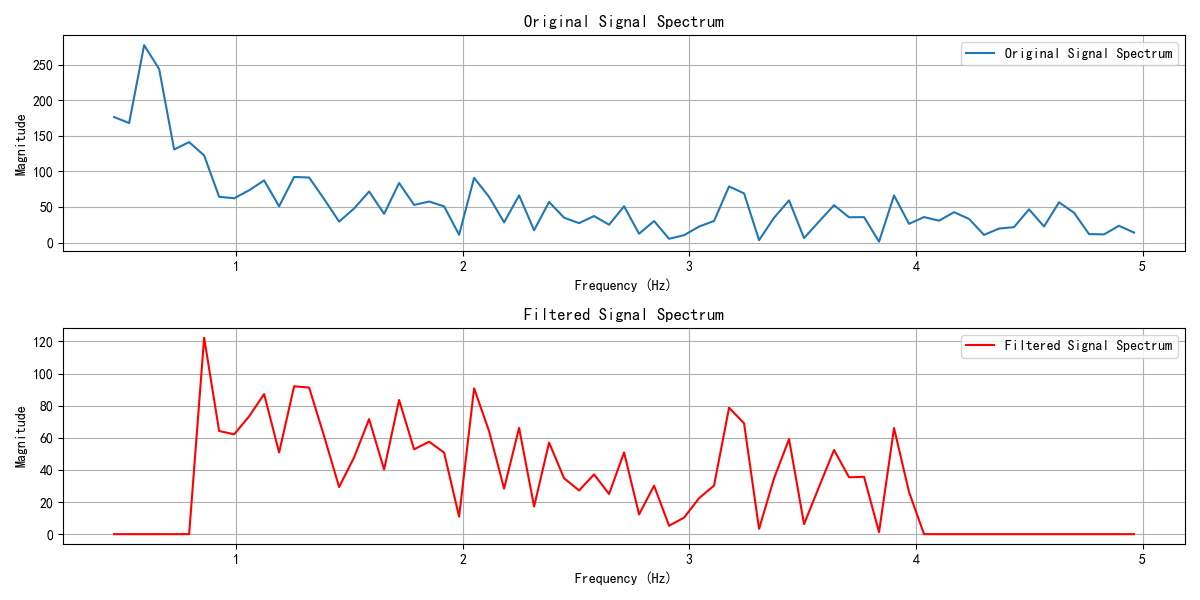 Original Signal Spectrum
Original Signal Spectrum
Magnitude
250
200
150
100
50
0
1 2 3 4 5
Frequency (Hz)
Filtered Signal Spectrum
Filtered Signal Spectrum
Magnitude
120
100
80
60
40
20
0
1 2 3 4 5
Frequency (Hz)